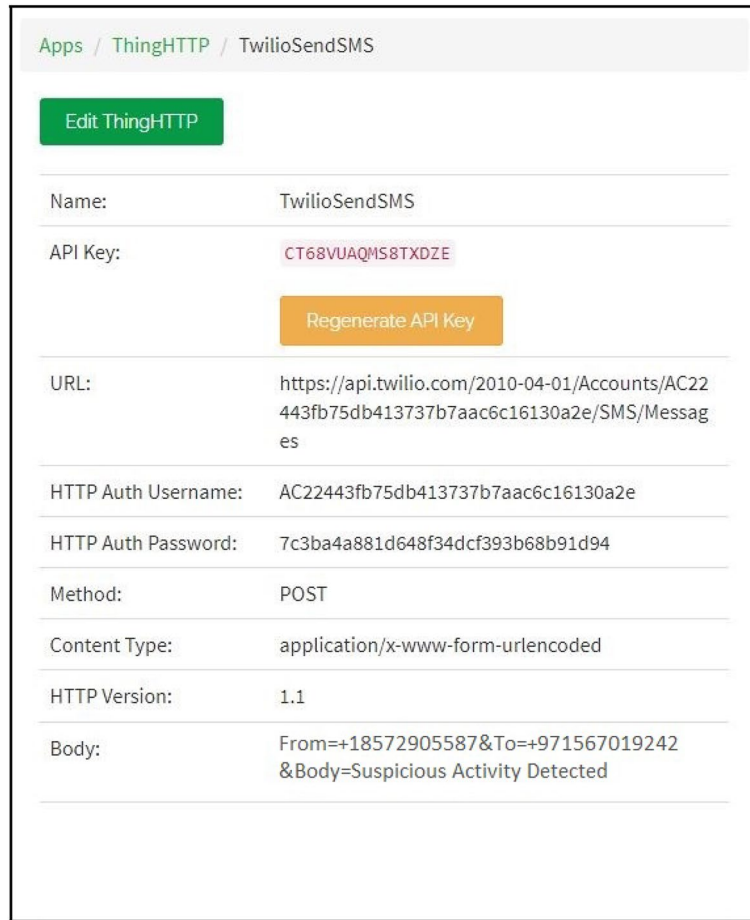 Apps / ThingHTTP / TwilioSendSMS
Edit ThingHTTP
Name: TwilioSendSMS
API Key: CT68VUAQMS8TXDZE
Regenerate API Key
URL: https://api.twilio.com/2010-04-01/Accounts/AC22
443fb75db413737b7aac6c16130a2e/SMS/Messag
es
HTTP Auth Username: AC22443fb75db413737b7aac6c16130a2e
HTTP Auth Password: 7c3ba4a881d648f34dcf393b68b91d94
Method: POST
Content Type: application/x-www-form-urlencoded
HTTP Version: 1.1
Body: From=+18572905587&To=+971567019242
&Body=Suspicious Activity Detected